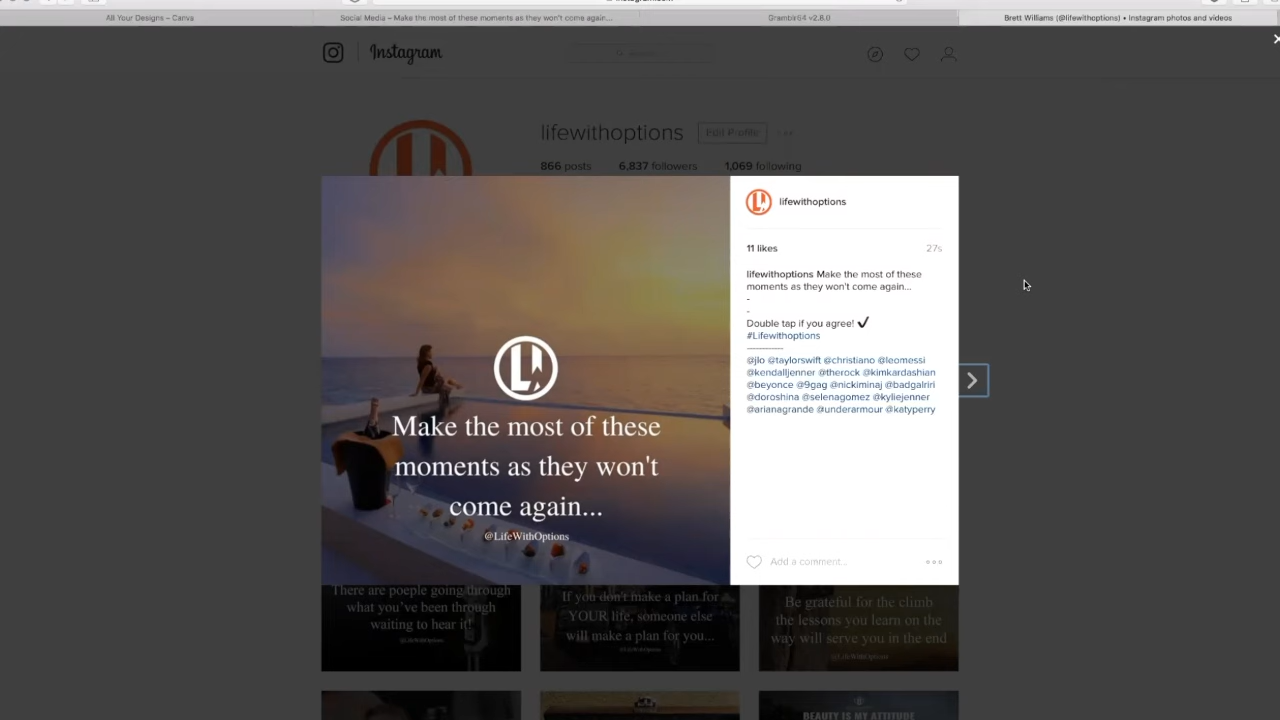 All Your Designs – Canva
Social Media – Make the most of these moments as they won't come again...
Gramblr64 v2.8.0
Brett Williams (@lifewithoptions) • Instagram photos and videos
Instagram
lifewithoptions
Edit Profile
866 posts
6,837 followers
1,069 following
lifewithoptions
11 likes
27s
lifewithoptions Make the most of these
moments as they won't come again...
-
-
Double tap if you agree! ✔
#Lifewithoptions
------------
@jlo @taylorswift @christiano @leomessi
@kendalljenner @therock @kimkardashian
@beyonce @9gag @nickiminaj @badgalriri
@doroshina @selenagomez @kyliejenner
@arianagrande @underarmour @katyperry
Add a comment...
Make the most of these
moments as they won't
come again...
@LifeWithOptions
There are poeple going through
what you've been through
waiting to hear it!
@LifeWithOptions
If you don't make a plan for
YOUR life, someone else
will make a plan for you...
@LifeWithOptions
Be grateful for the climb
the lessons you learn on the
way will serve you in the end
@LifeWithOptions
BEAUTY IS MY ATTITUDE